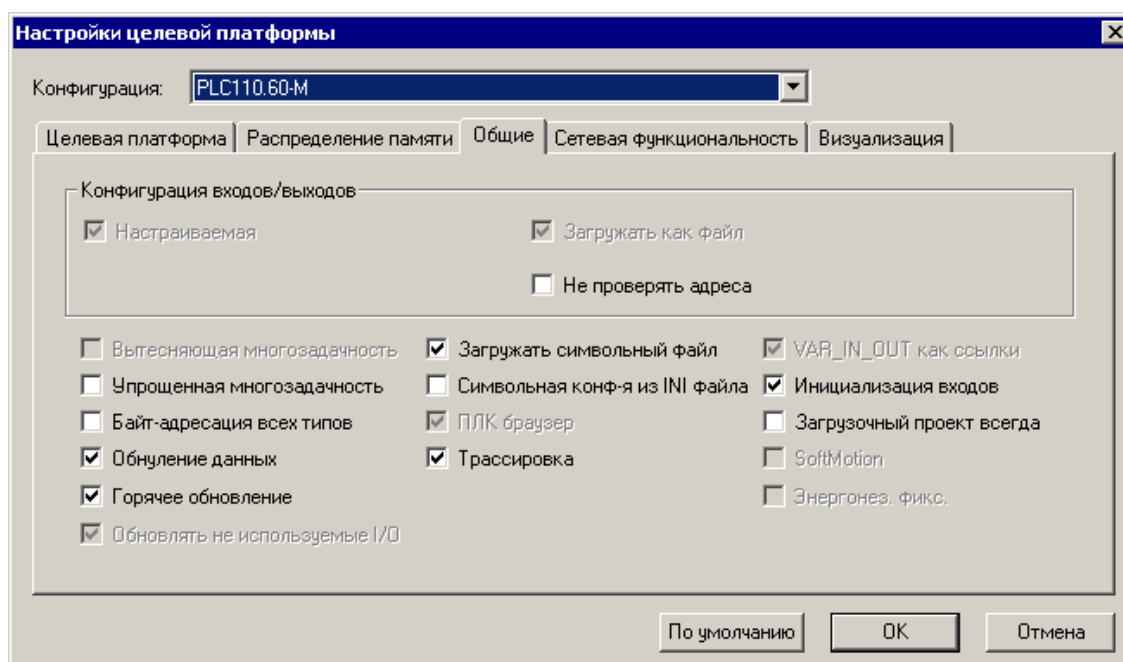 Настройки целевой платформы
Конфигурация: PLC110.60-M
Целевая платформа Распределение памяти Общие Сетевая функциональность Визуализация
Конфигурация входов/выходов
Настраиваемая Загружать как файл
Не проверять адреса
Вытесняющая многозадачность Загружать символьный файл VAR_IN_OUT как ссылки
Упрощенная многозадачность Символьная конф-я из INI файла Инициализация входов
Байт-адресация всех типов ПЛК браузер Загрузочный проект всегда
Обнуление данных Трассировка SoftMotion
Горячее обновление Энергонез. фикс.
Обновлять не используемые I/O
По умолчанию OK Отмена